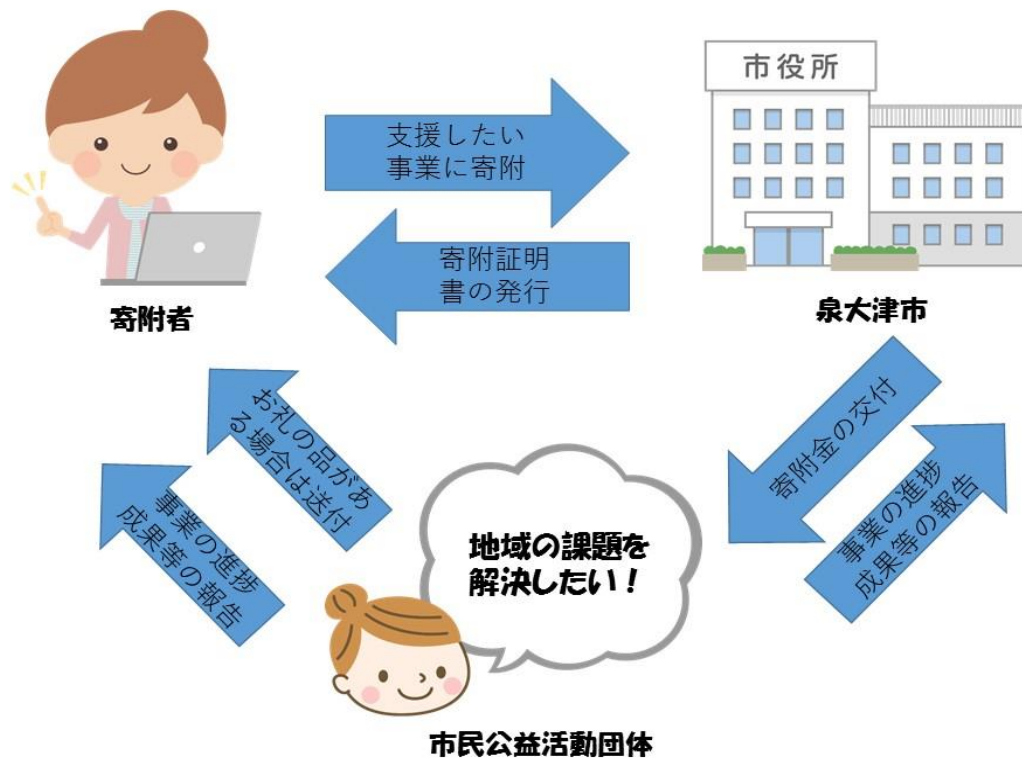 市役所
支援したい
事業に寄附
寄附証明
書の発行
寄附者
泉大津市
お礼の品があ
る場合は送付
事業の進捗
成果等の報告
寄附金の交付
事業の進捗
成果等の報告
地域の課題を
解決したい！
市民公益活動団体